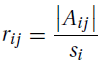 r_{ij} = \frac{|A_{ij}|}{s_i}